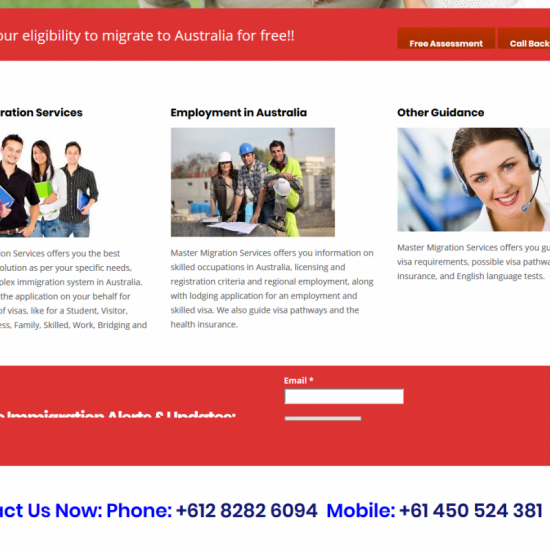 our eligibility to migrate to Australia for free!!
Free Assessment
Call Back
ration Services
Employment in Australia
Other Guidance
on Services offers you the best
olution as per your specific needs,
plex immigration system in Australia.
the application on your behalf for
of visas, like for a Student, Visitor,
ess, Family, Skilled, Work, Bridging and
Master Migration Services offers you information on
skilled occupations in Australia, licensing and
registration criteria and regional employment, along
with lodging application for an employment and
skilled visa. We also guide visa pathways and the
health insurance.
Master Migration Services offers you gu
visa requirements, possible visa pathwa
insurance, and English language tests.
Email *
e Immigration Alerts & Updates:
act Us Now: Phone: +612 8282 6094 Mobile: +61 450 524 381